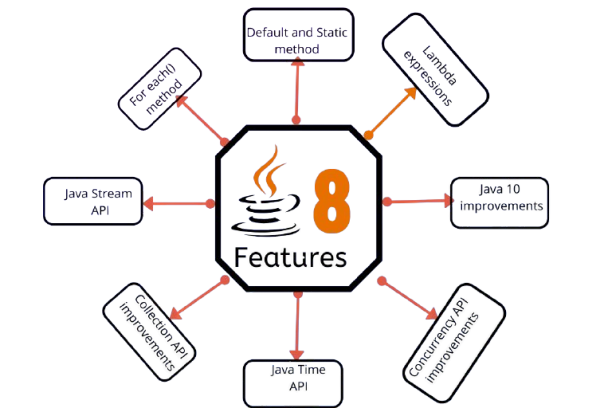 Default and Static
method
Lambda
expressions
For each()
method
Java Stream
API
8
Features
Java 10
improvements
Collection API
improvements
Java Time
API
Concurrency API
improvements